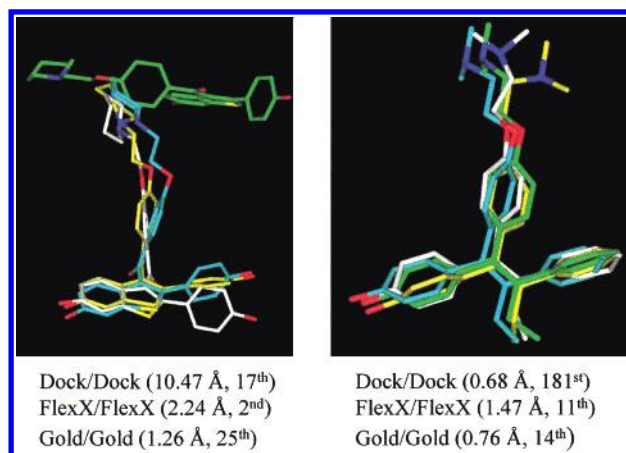 Dock/Dock (10.47 Å, 17th)
FlexX/FlexX (2.24 Å, 2nd)
Gold/Gold (1.26 Å, 25th)
Dock/Dock (0.68 Å, 181st)
FlexX/FlexX (1.47 Å, 11th)
Gold/Gold (0.76 Å, 14th)